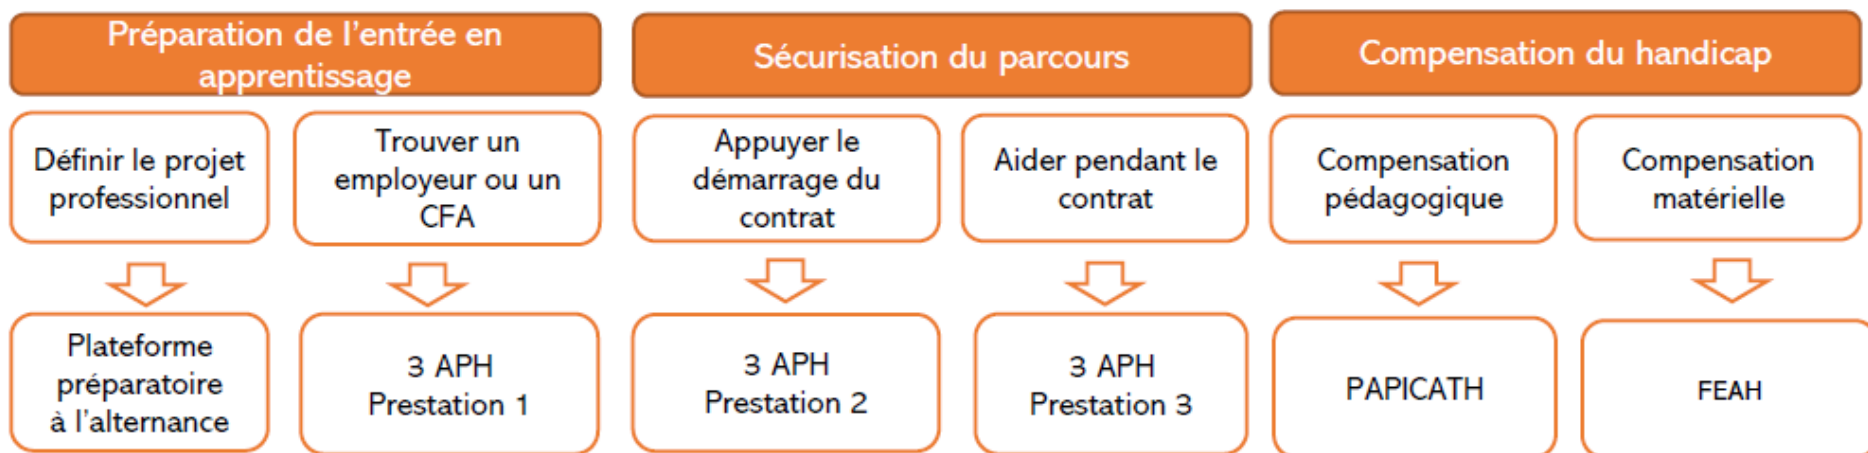 Préparation de l'entrée en
apprentissage
Sécurisation du parcours
Compensation du handicap
Définir le projet
professionnel
Trouver un
employeur ou un
CFA
Appuyer le
démarrage du
contrat
Aider pendant le
contrat
Compensation
pédagogique
Compensation
matérielle
Plateforme
préparatoire
à l'alternance
3 APH
Prestation 1
3 APH
Prestation 2
3 APH
Prestation 3
PAPICATH
FEAH